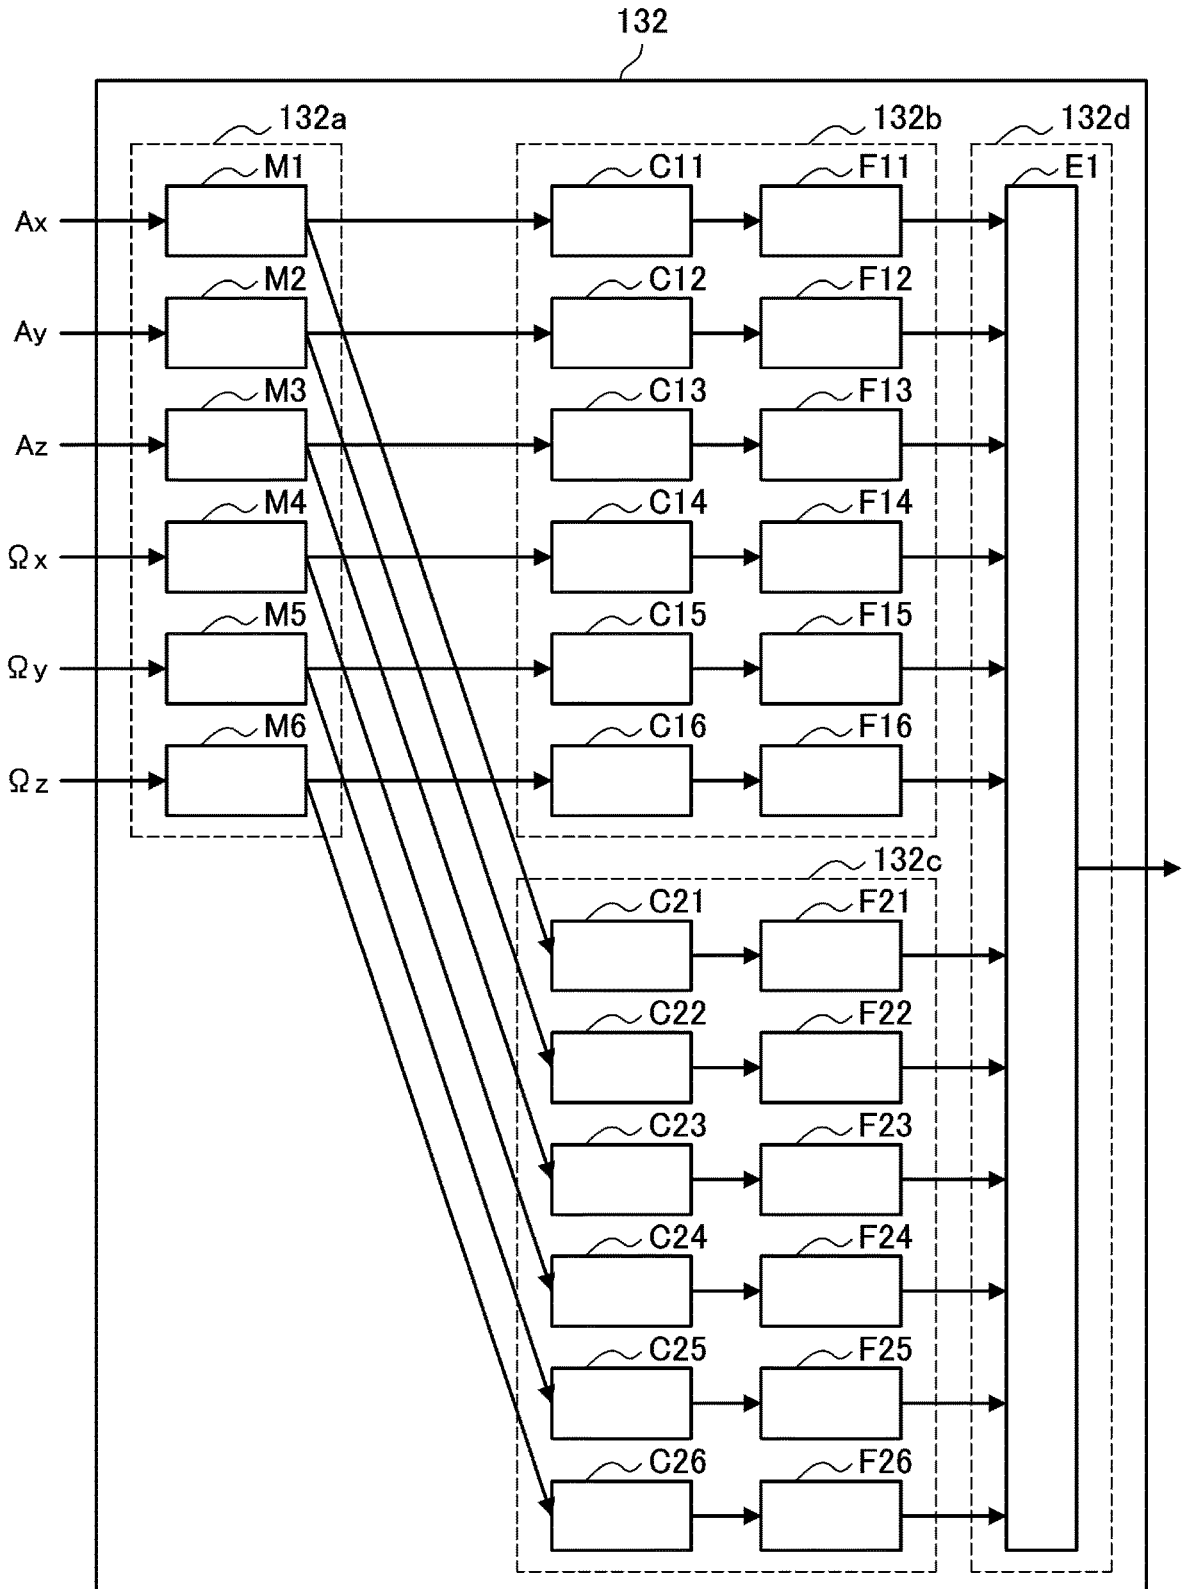 132
132a 132b 132d
M1 C11 F11 E1
Ax
M2 C12 F12
Ay
M3 C13 F13
Az
M4 C14 F14
Ωx
M5 C15 F15
Ωy
M6 C16 F16
Ωz
132c
C21 F21
C22 F22
C23 F23
C24 F24
C25 F25
C26 F26